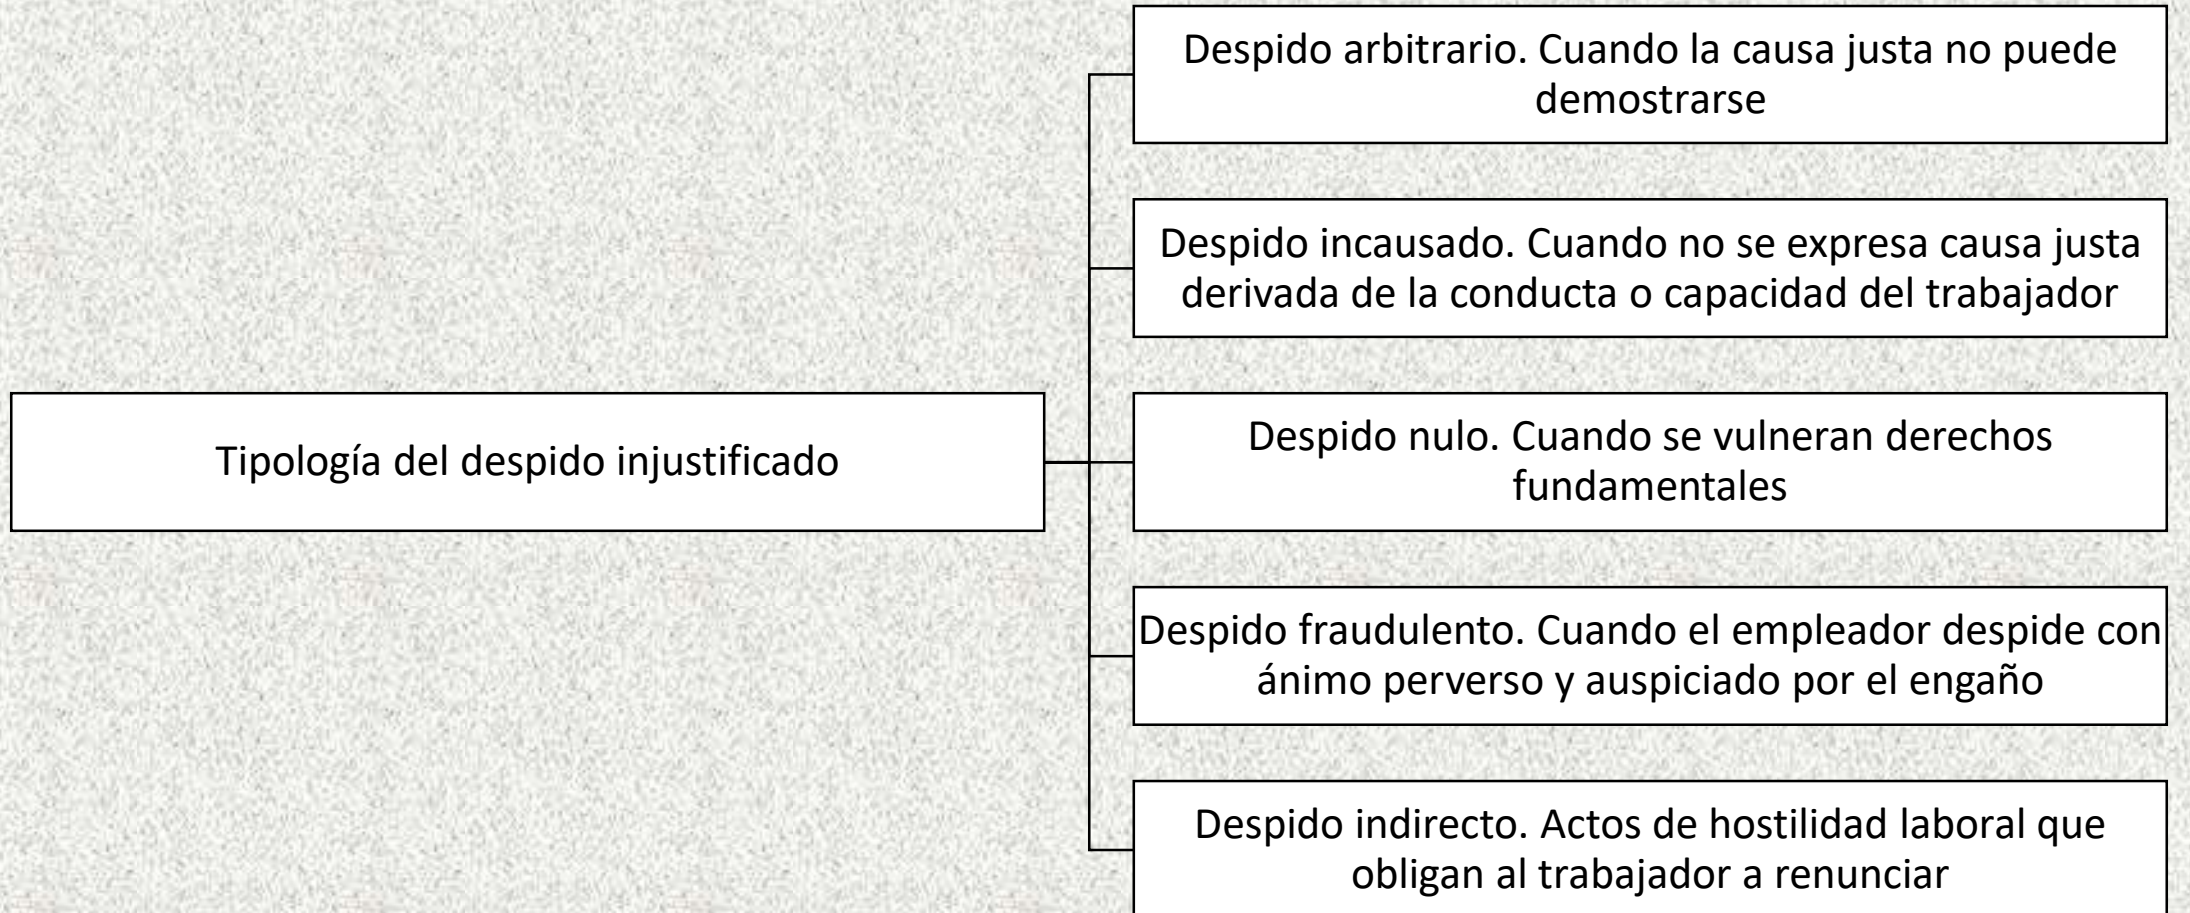 Despido arbitrario. Cuando la causa justa no puede
demostrarse
Despido incausado. Cuando no se expresa causa justa
derivada de la conducta o capacidad del trabajador
Tipología del despido injustificado
Despido nulo. Cuando se vulneran derechos
fundamentales
Despido fraudulento. Cuando el empleador despide con
ánimo perverso y auspiciado por el engaño
Despido indirecto. Actos de hostilidad laboral que
obligan al trabajador a renunciar